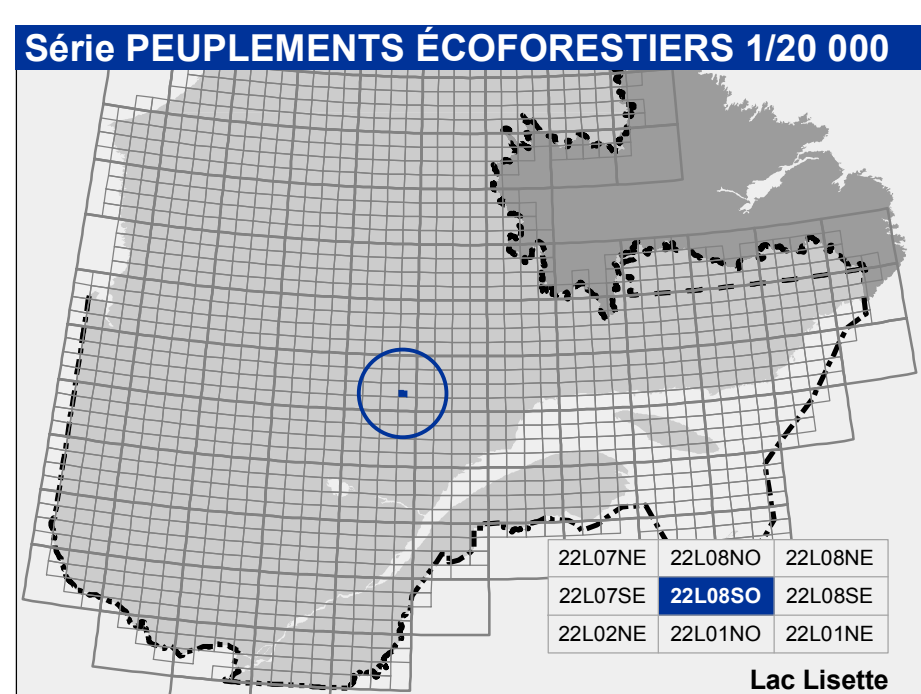 Série PEUPLEMENTS ÉCOFORESTIERS 1/20 000
22L07NE 22L08NO 22L08NE
22L07SE 22L08SO 22L08SE
22L02NE 22L01NO 22L01NE
Lac Lisette